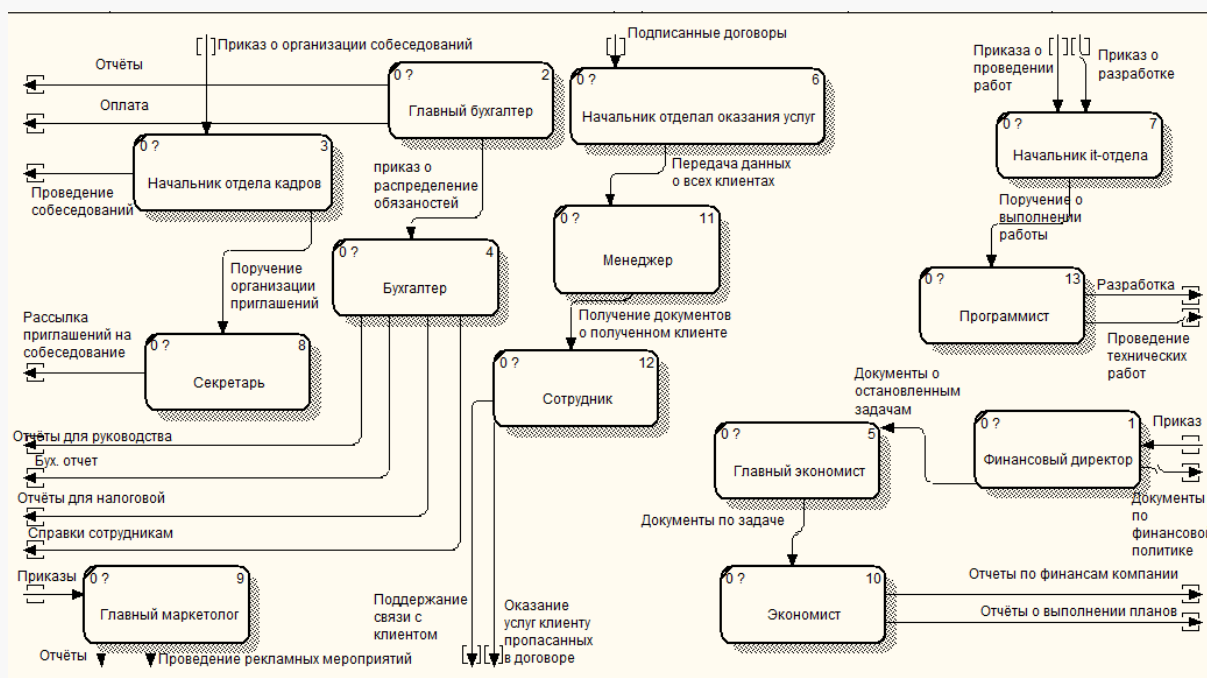 Приказ о организации собеседований
Подписанные договоры
Отчёты
Оплата
0 ? 2
Главный бухгалтер
0 ? 6
Начальник отделал оказания услуг
Приказа о
проведении
работ
Приказ о
разработке
0 ? 3
Начальник отдела кадров
0 ? 7
Начальник it-отдела
Проведение
собеседований
приказ о
распределение
обязаностей
Передача данных
о всех клиентах
Поручение о
выполнении
работы
0 ? 11
Менеджер
0 ? 4
Бухгалтер
Поручение
организации
приглашений
0 ? 13
Программист
Разработка
Проведение
технических
работ
Рассылка
приглашений на
собеседование
0 ? 8
Секретарь
Получение документов
о полученном клиенте
0 ? 12
Сотрудник
Документы о
остановленным
задачам
0 ? 1
Финансовый директор
Приказ
Документы
по
финансовой
политике
0 ? 5
Главный экономист
Отчёты для руководства
Бух. отчет
Отчёты для налоговой
Справки сотрудникам
Документы по задаче
Приказы
0 ? 9
Главный маркетолог
0 ? 10
Экономист
Отчеты по финансам компании
Отчёты о выполнении планов
Поддержание
связи с
клиентом
Оказание
услуг клиенту
пропасанных
в договоре
Отчёты
Проведение рекламных мероприятий